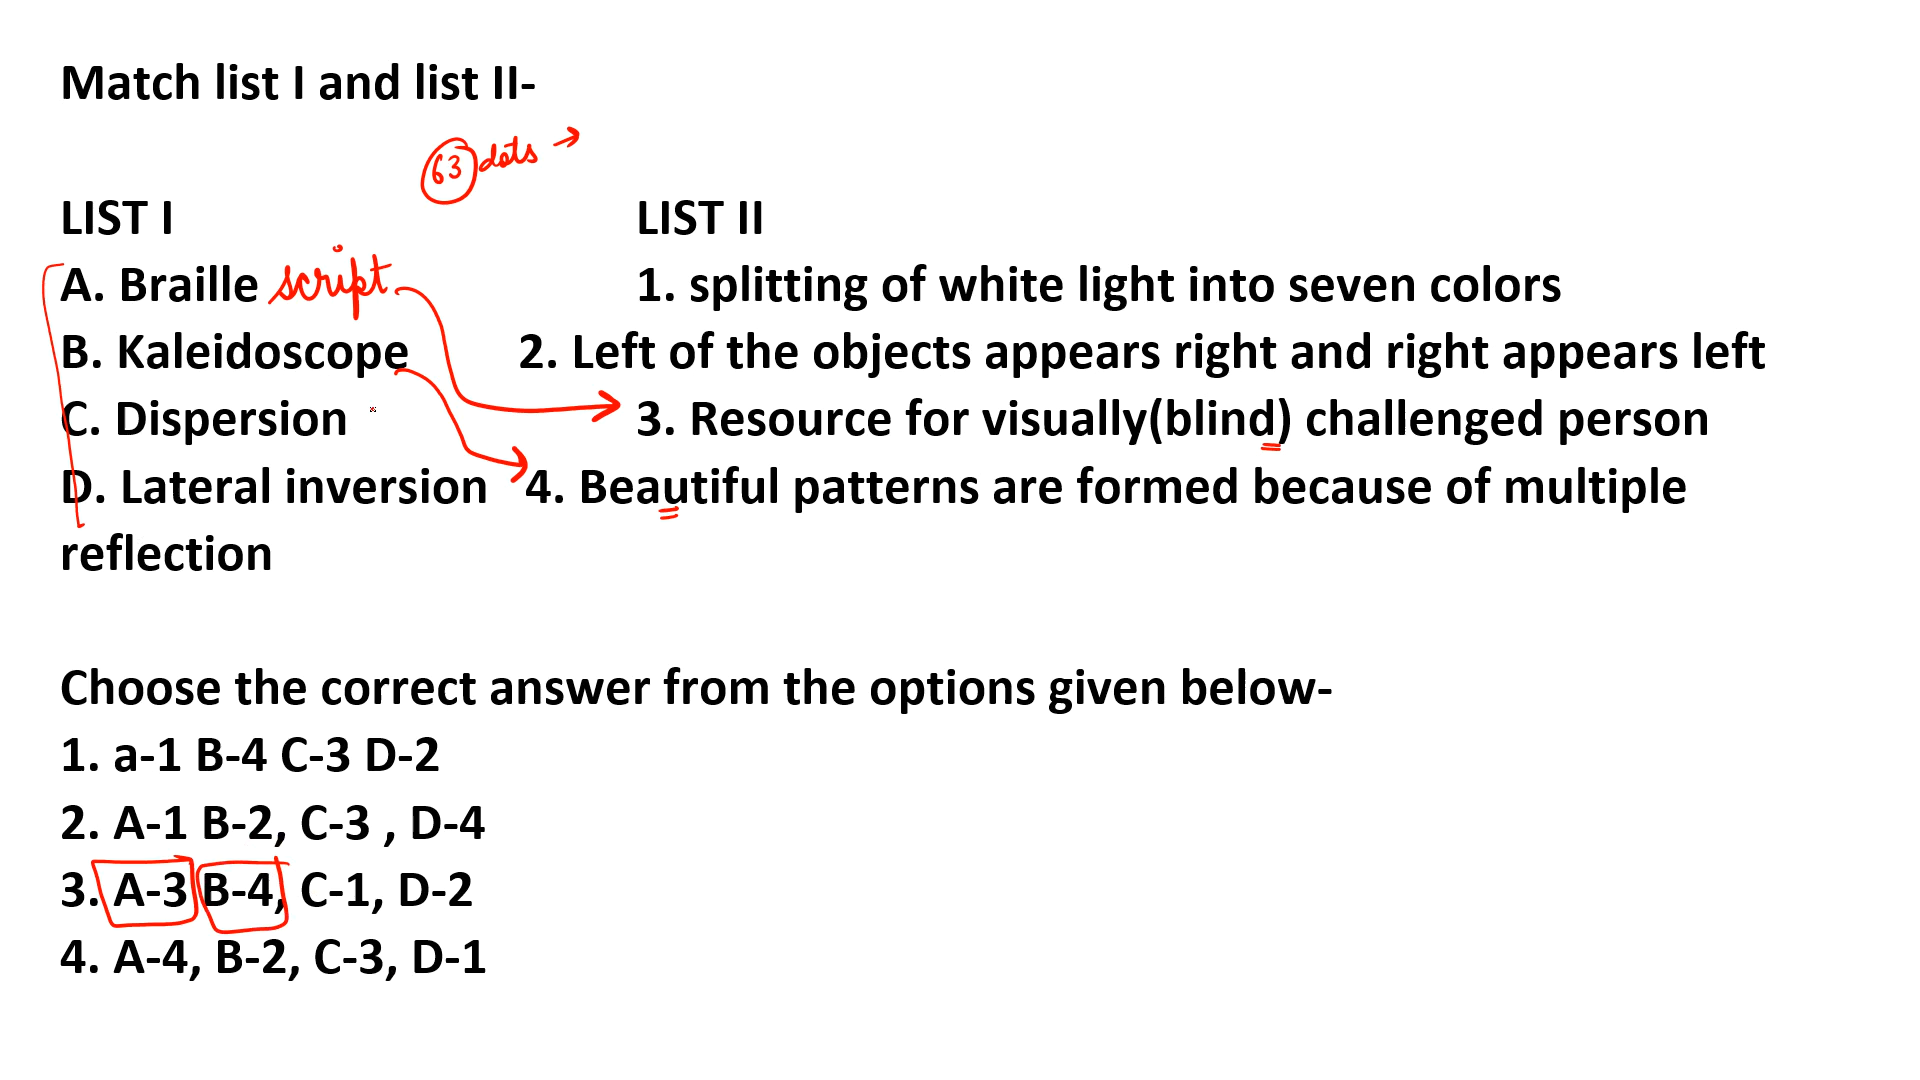 Match list I and list II-
63 dots →
LIST I LIST II
A. Braille script 1. splitting of white light into seven colors
B. Kaleidoscope 2. Left of the objects appears right and right appears left
C. Dispersion 3. Resource for visually(blind) challenged person
D. Lateral inversion 4. Beautiful patterns are formed because of multiple
reflection
Choose the correct answer from the options given below-
1. a-1 B-4 C-3 D-2
2. A-1 B-2, C-3 , D-4
3. A-3 B-4, C-1, D-2
4. A-4, B-2, C-3, D-1